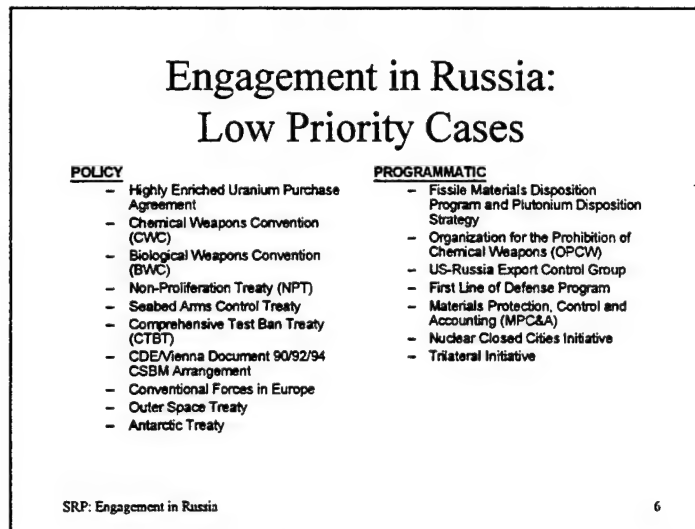 Engagement in Russia:
Low Priority Cases
POLICY
– Highly Enriched Uranium Purchase
Agreement
– Chemical Weapons Convention
(CWC)
– Biological Weapons Convention
(BWC)
– Non-Proliferation Treaty (NPT)
– Seabed Arms Control Treaty
– Comprehensive Test Ban Treaty
(CTBT)
– CDE/Vienna Document 90/92/94
CSBM Arrangement
– Conventional Forces in Europe
– Outer Space Treaty
– Antarctic Treaty
PROGRAMMATIC
– Fissile Materials Disposition
Program and Plutonium Disposition
Strategy
– Organization for the Prohibition of
Chemical Weapons (OPCW)
– US-Russia Export Control Group
– First Line of Defense Program
– Materials Protection, Control and
Accounting (MPC&A)
– Nuclear Closed Cities Initiative
– Trilateral Initiative
SRP: Engagement in Russia
6